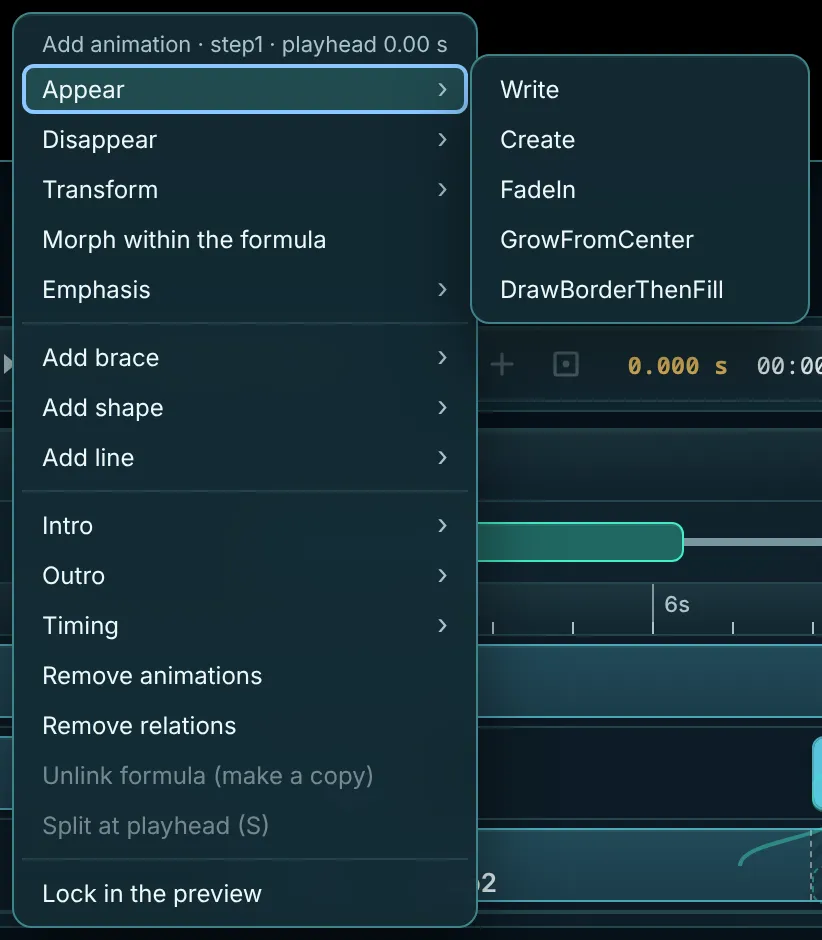 Add animation · step1 · playhead 0.00 s
Appear
Disappear
Transform
Morph within the formula
Emphasis
Add brace
Add shape
Add line
Intro
Outro
Timing
Remove animations
Remove relations
Unlink formula (make a copy)
Split at playhead (S)
Lock in the preview
Write
Create
FadeIn
GrowFromCenter
DrawBorderThenFill
0.000 s
6s